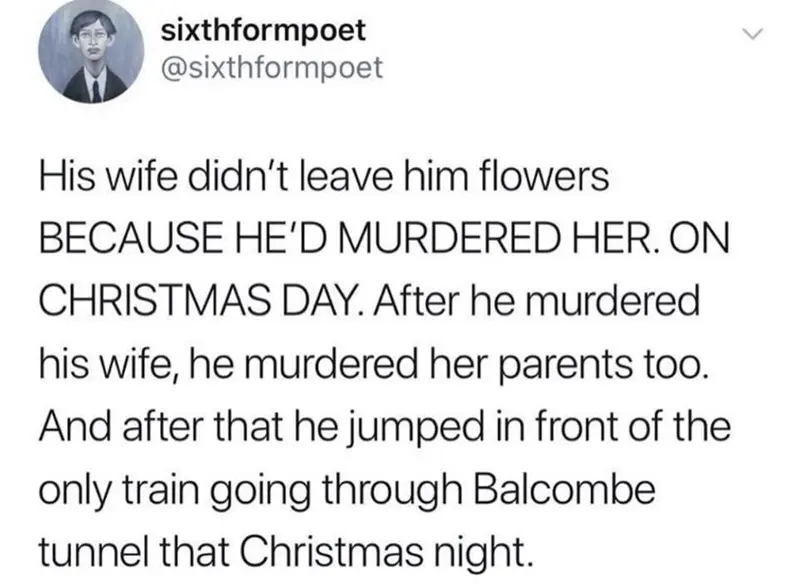 sixthformpoet
@sixthformpoet
His wife didn’t leave him flowers
BECAUSE HE’D MURDERED HER. ON
CHRISTMAS DAY. After he murdered
his wife, he murdered her parents too.
And after that he jumped in front of the
only train going through Balcombe
tunnel that Christmas night.